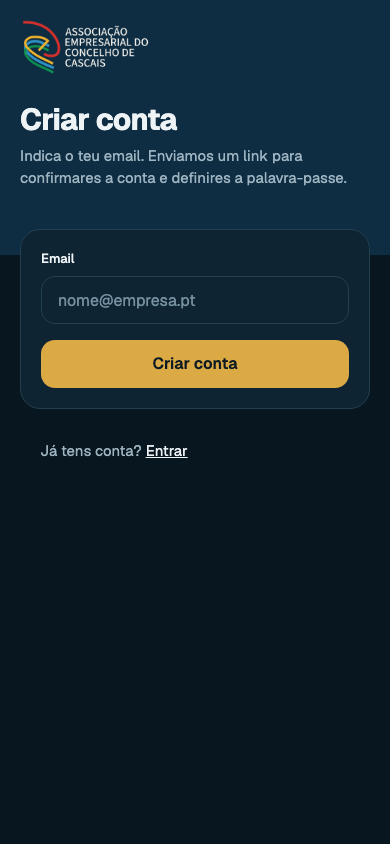 ASSOCIAÇÃO
EMPRESARIAL DO
CONCELHO DE
CASCAIS
Criar conta
Indica o teu email. Enviamos um link para
confirmares a conta e definires a palavra-passe.
Email
nome@empresa.pt
Criar conta
Já tens conta? Entrar